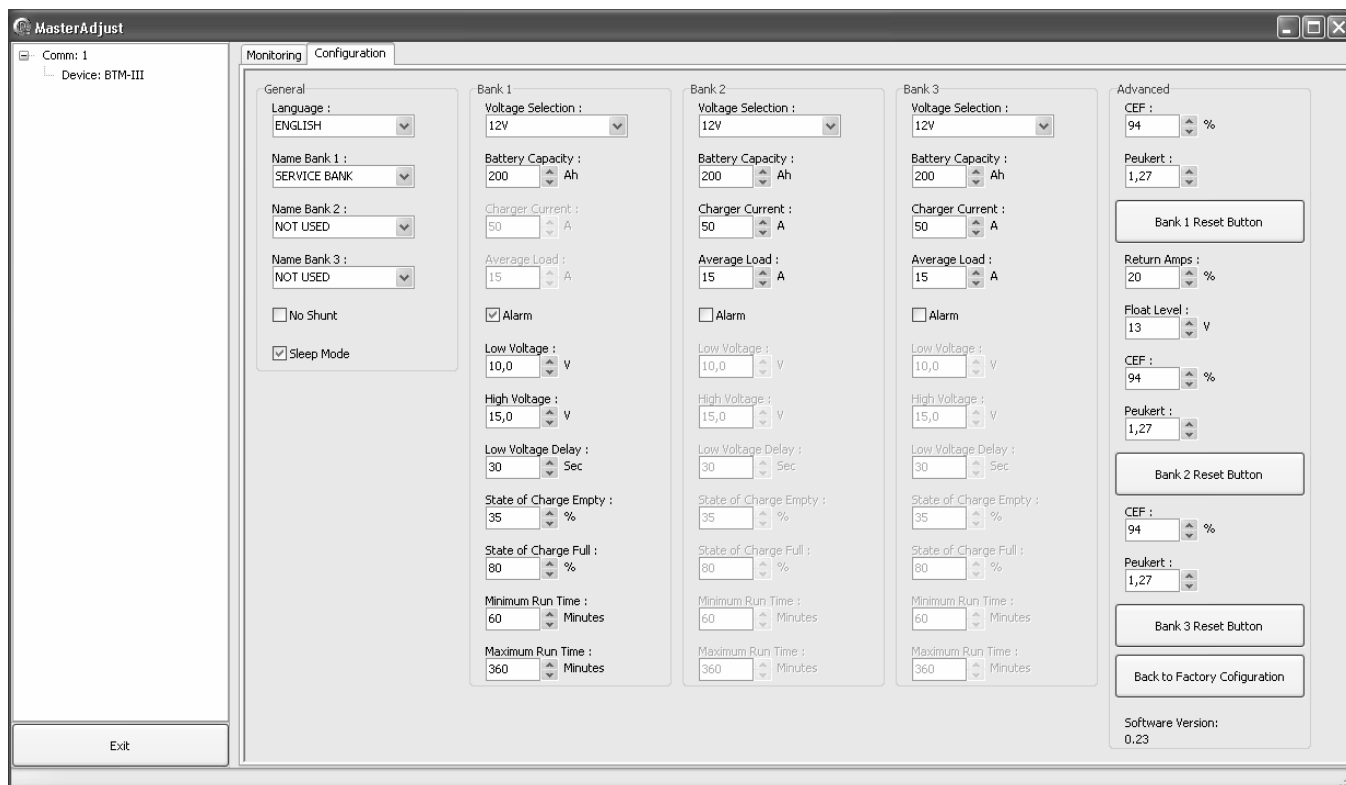 MasterAdjust
Comm: 1
Device: BTM-III
Exit
Monitoring
Configuration
General
Language :
ENGLISH
Name Bank 1 :
SERVICE BANK
Name Bank 2 :
NOT USED
Name Bank 3 :
NOT USED
No Shunt
Sleep Mode
Bank 1
Voltage Selection :
12V
Battery Capacity :
200 Ah
Charger Current :
50 A
Average Load :
15 A
Alarm
Low Voltage :
10,0 V
High Voltage :
15,0 V
Low Voltage Delay :
30 Sec
State of Charge Empty :
35 %
State of Charge Full :
80 %
Minimum Run Time :
60 Minutes
Maximum Run Time :
360 Minutes
Bank 2
Voltage Selection :
12V
Battery Capacity :
200 Ah
Charger Current :
50 A
Average Load :
15 A
Alarm
Low Voltage :
10,0 V
High Voltage :
15,0 V
Low Voltage Delay :
30 Sec
State of Charge Empty :
35 %
State of Charge Full :
80 %
Minimum Run Time :
60 Minutes
Maximum Run Time :
360 Minutes
Bank 3
Voltage Selection :
12V
Battery Capacity :
200 Ah
Charger Current :
50 A
Average Load :
15 A
Alarm
Low Voltage :
10,0 V
High Voltage :
15,0 V
Low Voltage Delay :
30 Sec
State of Charge Empty :
35 %
State of Charge Full :
80 %
Minimum Run Time :
60 Minutes
Maximum Run Time :
360 Minutes
Advanced
CEF :
94 %
Peukert :
1,27
Bank 1 Reset Button
Return Amps :
20 %
Float Level :
13 V
CEF :
94 %
Peukert :
1,27
Bank 2 Reset Button
CEF :
94 %
Peukert :
1,27
Bank 3 Reset Button
Back to Factory Cofiguration
Software Version:
0.23